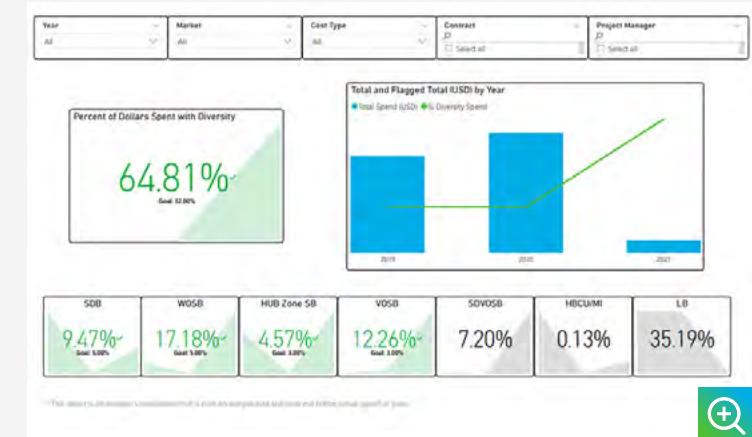 Year Market Cost Type Contract Project Manager
All All All Select all Select all
Total and Flagged Total (USD) by Year
Total Spend (USD) % Diversity Spend
Percent of Dollars Spent with Diversity
64.81%
2019 2020 2021
SDB WOSB HUB Zone SB VOSB SDVOSB HBCU/MI LB
9.47% 17.18% 4.57% 12.26% 7.20% 0.13% 35.19%
Goal: 5.00% Goal: 5.00% Goal: 3.00% Goal: 3.00%